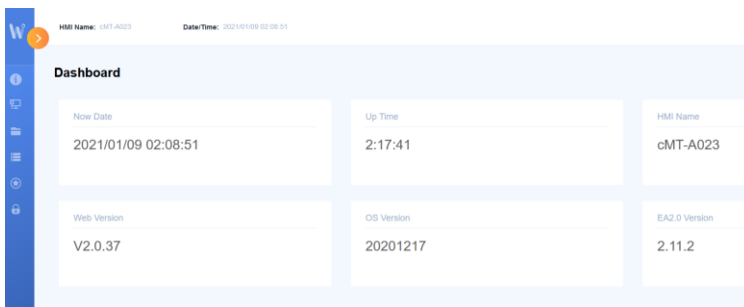 W
HMI Name: cMT-A023 Date/Time: 2021/01/09 02:08:51
Dashboard
Now Date Up Time HMI Name
2021/01/09 02:08:51 2:17:41 cMT-A023
Web Version OS Version EA2.0 Version
V2.0.37 20201217 2.11.2